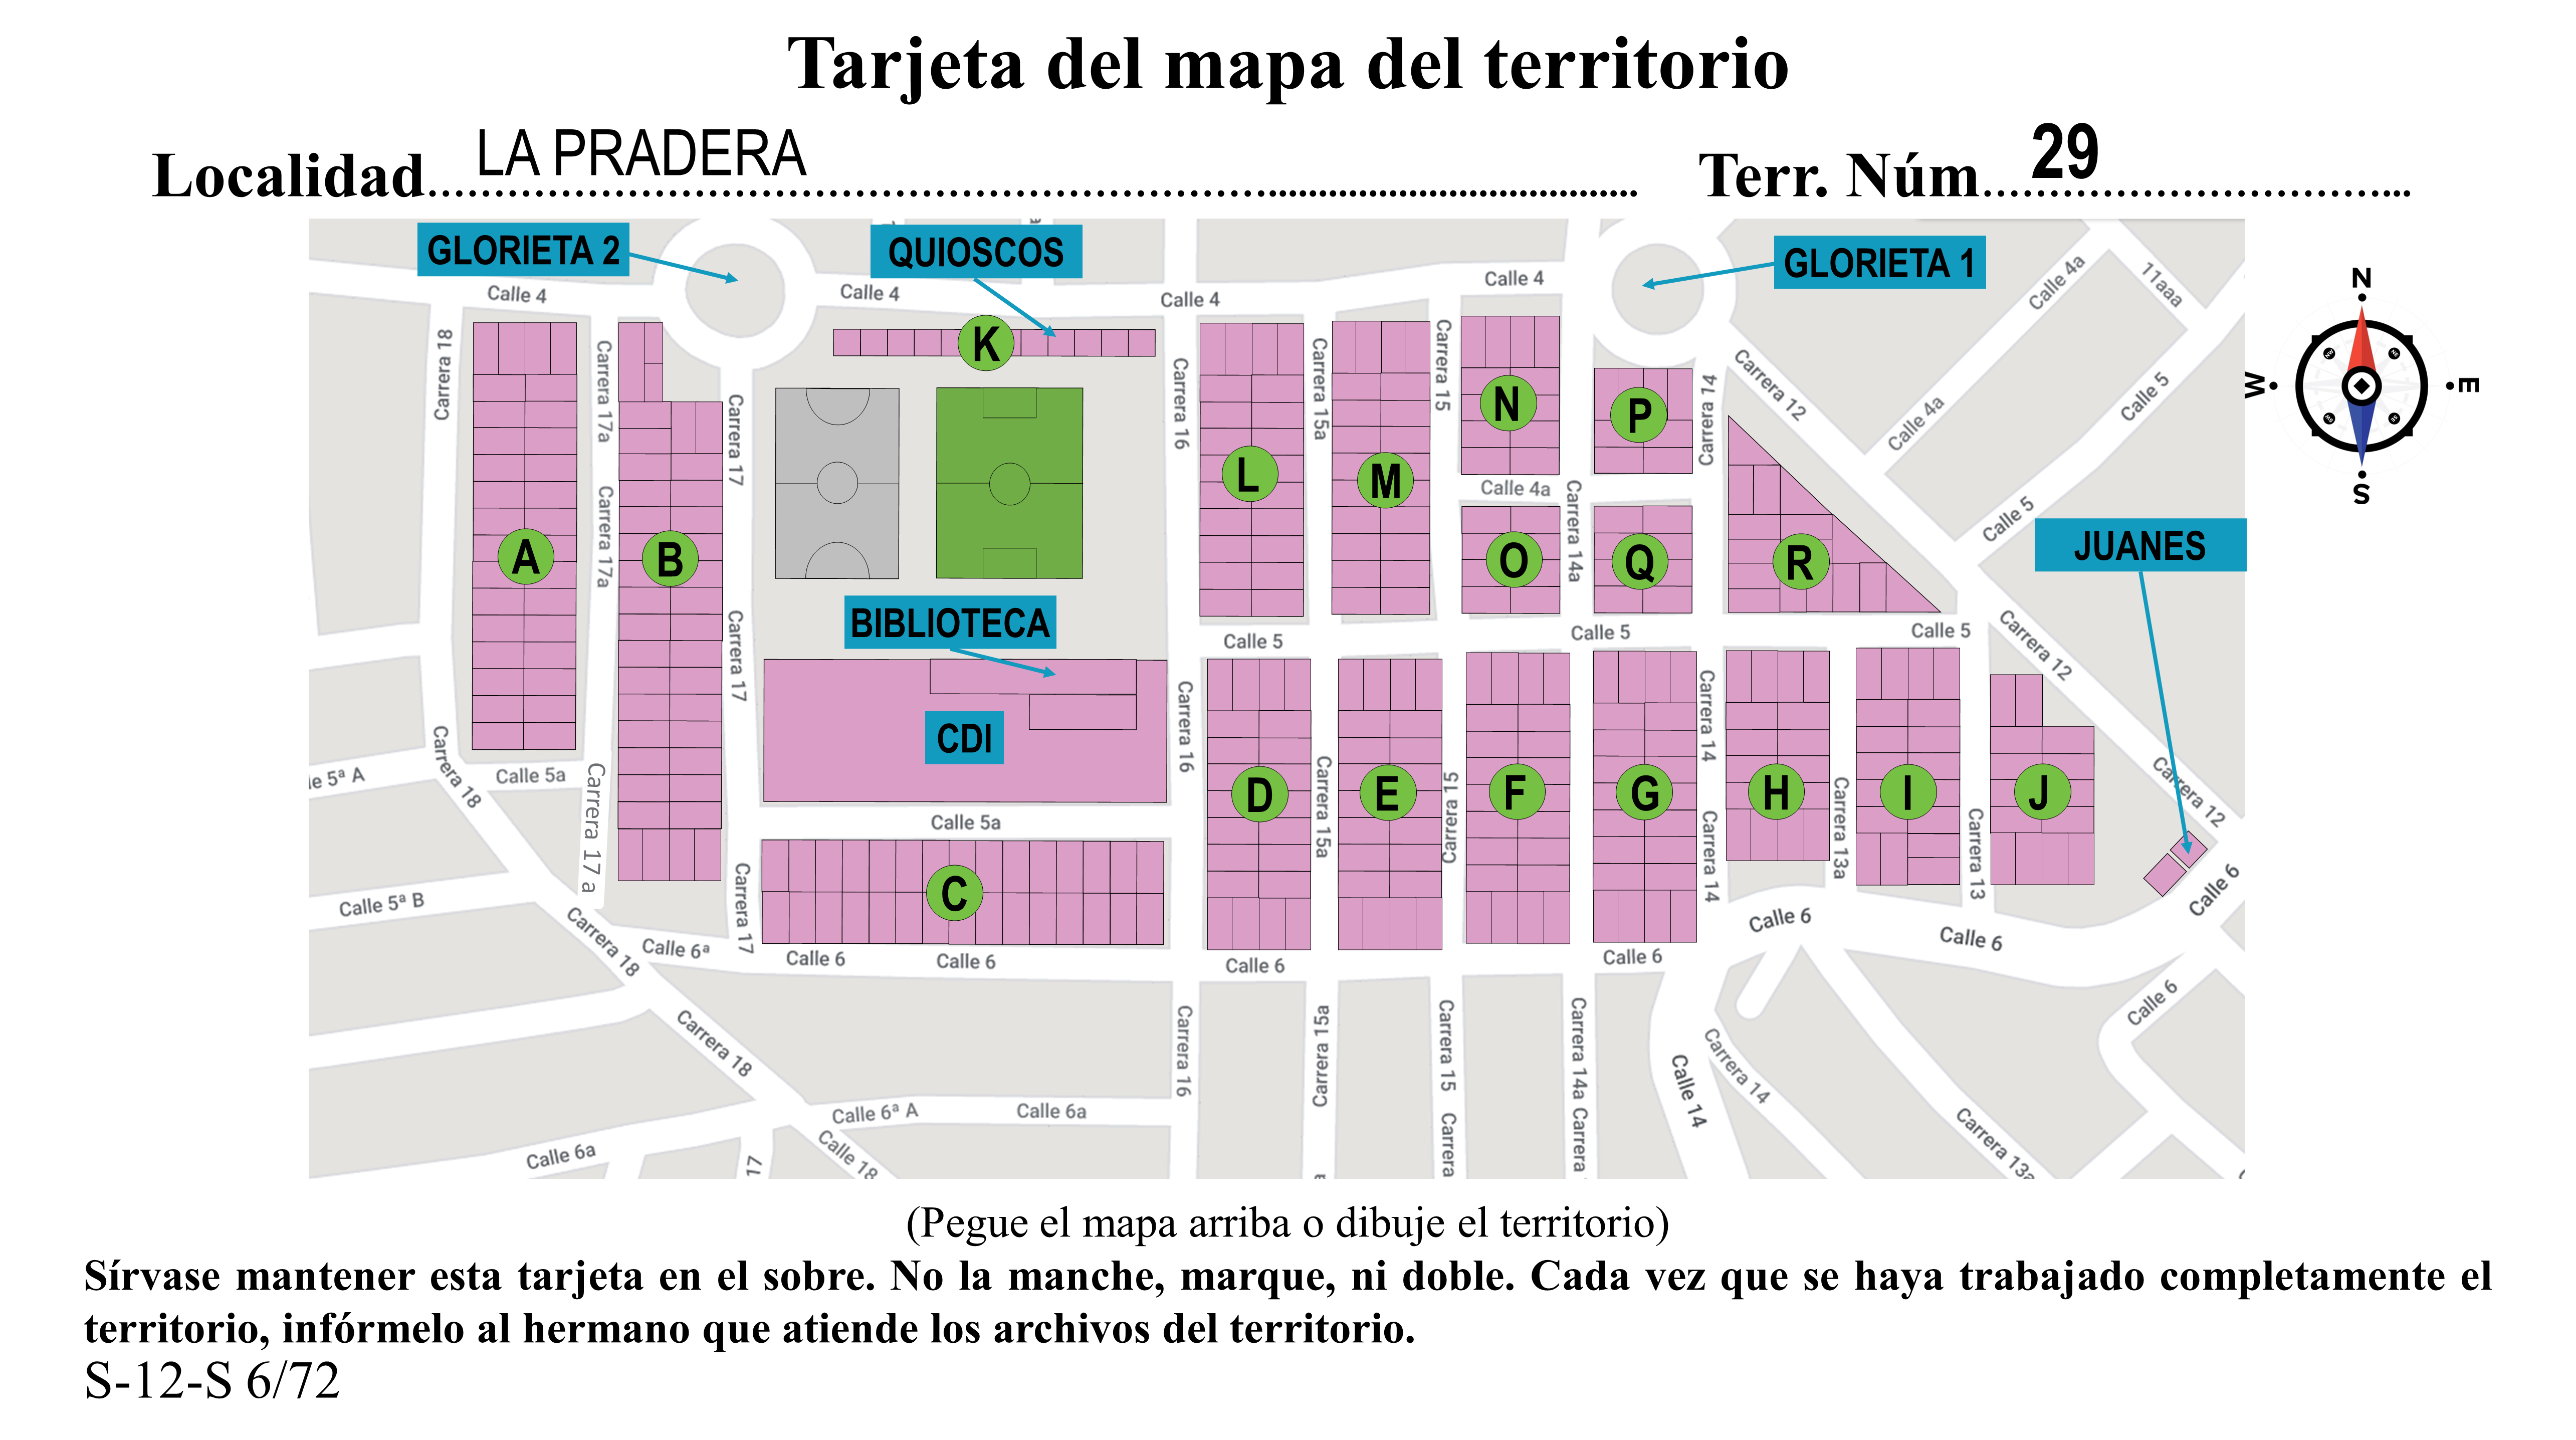 Tarjeta del mapa del territorio
Localidad LA PRADERA Terr. Núm 29
GLORIETA 2
QUIOSCOS
GLORIETA 1
Calle 4
Calle 4
Calle 4
Calle 4
Calle 4a
11aaa
N
W
E
S
K
Carrera 18
Carrera 17a
Carrera 17
Carrera 16
Carrera 15a
Carrera 15
N
P
Carrera 14
Carrera 12
Calle 4a
Calle 5
L
M
Calle 4a
Carrera 14a
Calle 5
Carrera 17a
A
B
O
Q
R
JUANES
BIBLIOTECA
Carrera 17
Calle 5
Calle 5
Calle 5
Carrera 12
CDI
Carrera 16
Carrera 14
Carrera 18
le 5ª A
Calle 5a
Carrera 17 a
D
E
F
G
H
I
J
Carrera 12
Calle 5a
Carrera 15a
Carrera 15
Carrera 14
Carrera 13a
Carrera 13
C
Calle 5ª B
Carrera 17
Calle 6
Carrera 18
Calle 6ª
Calle 6
Calle 6
Calle 6
Calle 6
Calle 6
Calle 6
Carrera 18
Carrera 16
Carrera 15a
Carrera 15
Carrera 14a
Calle 14
Carrera 14
Calle 6
Calle 6ª A
Calle 6a
Carrera
Carrera
Carrera 13a
Calle 6a
17
Calle 18
(Pegue el mapa arriba o dibuje el territorio)
Sírvase mantener esta tarjeta en el sobre. No la manche, marque, ni doble. Cada vez que se haya trabajado completamente el
territorio, infórmelo al hermano que atiende los archivos del territorio.
S-12-S 6/72